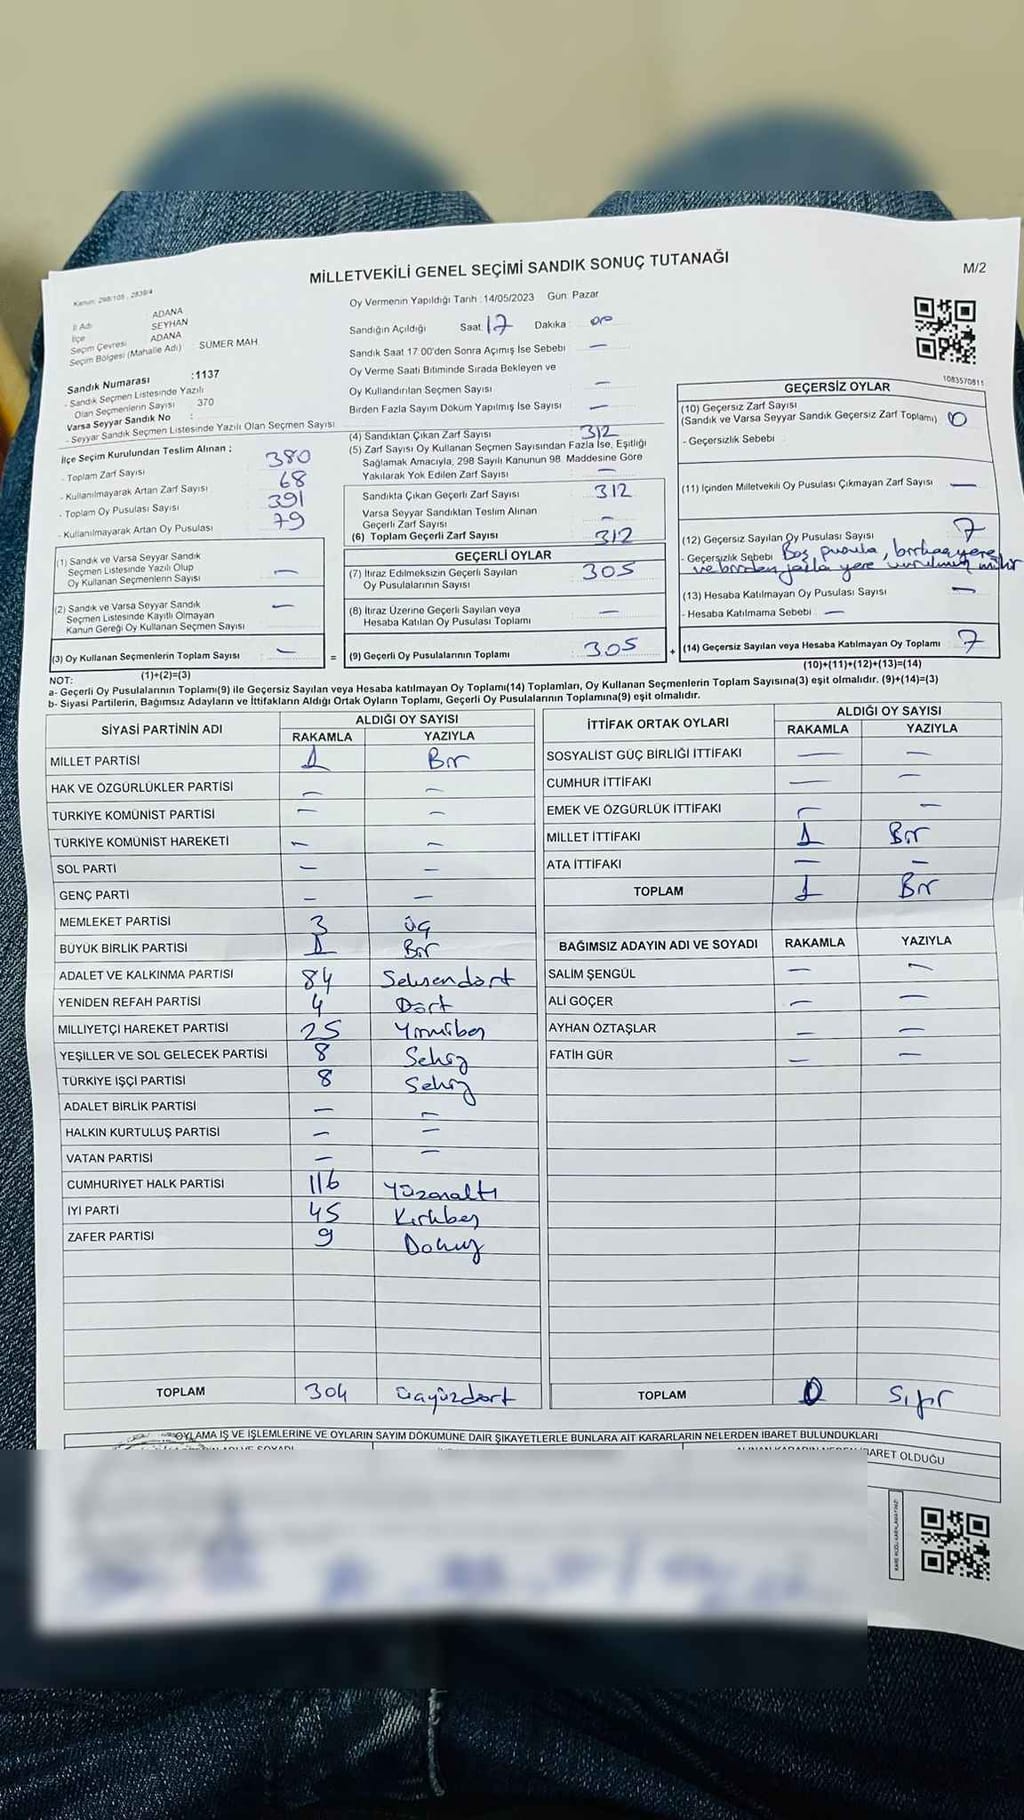 MİLLETVEKİLİ GENEL SEÇİMİ SANDIK SONUÇ TUTANAĞI
M/2
Kanun: 298/105 , 2839/4
İl Adı ADANA
İlçe SEYHAN
Seçim Çevresi ADANA
Seçim Bölgesi (Mahalle Adı) SÜMER MAH.
Sandık Numarası :1137
- Sandık Seçmen Listesinde Yazılı
Olan Seçmenlerin Sayısı 370
Varsa Seyyar Sandık No :
- Seyyar Sandık Seçmen Listesinde Yazılı Olan Seçmen Sayısı
Oy Vermenin Yapıldığı Tarih :14/05/2023 Gün: Pazar
Sandığın Açıldığı Saat 17 Dakika
Sandık Saat 17:00'den Sonra Açımış İse Sebebi —
Oy Verme Saati Bitiminde Sırada Bekleyen ve
Oy Kullandırılan Seçmen Sayısı —
Birden Fazla Sayım Döküm Yapılmış İse Sayısı —
1083570811
İlçe Seçim Kurulundan Teslim Alınan ;
- Toplam Zarf Sayısı 380
- Kullanılmayarak Artan Zarf Sayısı 68
- Toplam Oy Pusulası Sayısı 391
- Kullanılmayarak Artan Oy Pusulası 79
(1) Sandık ve Varsa Seyyar Sandık
Seçmen Listesinde Yazılı Olup
Oy Kullanan Seçmenlerin Sayısı —
(2) Sandık ve Varsa Seyyar Sandık
Seçmen Listesinde Kayıtlı Olmayan
Kanun Gereği Oy Kullanan Seçmen Sayısı —
(3) Oy Kullanan Seçmenlerin Toplam Sayısı —
(1)+(2)=(3)
(4) Sandıktan Çıkan Zarf Sayısı 312
(5) Zarf Sayısı Oy Kullanan Seçmen Sayısından Fazla İse, Eşitliği
Sağlamak Amacıyla, 298 Sayılı Kanunun 98. Maddesine Göre
Yakılarak Yok Edilen Zarf Sayısı —
Sandıkta Çıkan Geçerli Zarf Sayısı 312
Varsa Seyyar Sandıktan Teslim Alınan
Geçerli Zarf Sayısı —
(6) Toplam Geçerli Zarf Sayısı 312
GEÇERLİ OYLAR
(7) İtiraz Edilmeksizin Geçerli Sayılan
Oy Pusulalarının Sayısı 305
(8) İtiraz Üzerine Geçerli Sayılan veya
Hesaba Katılan Oy Pusulası Toplamı —
= (9) Geçerli Oy Pusulalarının Toplamı 305 +
GEÇERSİZ OYLAR
(10) Geçersiz Zarf Sayısı
(Sandık ve Varsa Seyyar Sandık Geçersiz Zarf Toplamı) 0
- Geçersizlik Sebebi
(11) İçinden Milletvekili Oy Pusulası Çıkmayan Zarf Sayısı —
(12) Geçersiz Sayılan Oy Pusulası Sayısı 7
- Geçersizlik Sebebi Boş pusula,
ve birden fazla yere
(13) Hesaba Katılmayan Oy Pusulası Sayısı —
- Hesaba Katılmama Sebebi —
(14) Geçersiz Sayılan veya Hesaba Katılmayan Oy Toplamı 7
(10)+(11)+(12)+(13)=(14)
NOT:
a- Geçerli Oy Pusulalarının Toplamı(9) ile Geçersiz Sayılan veya Hesaba katılmayan Oy Toplamı(14) Toplamları, Oy Kullanan Seçmenlerin Toplam Sayısına(3) eşit olmalıdır. (9)+(14)=(3)
b- Siyasi Partilerin, Bağımsız Adayların ve İttifakların Aldığı Ortak Oyların Toplamı, Geçerli Oy Pusulalarının Toplamına(9) eşit olmalıdır.
SİYASİ PARTİNİN ADI ALDIĞI OY SAYISI
RAKAMLA YAZIYLA
MİLLET PARTİSİ 1 Bir
HAK VE ÖZGÜRLÜKLER PARTİSİ — —
TÜRKİYE KOMÜNİST PARTİSİ — —
TÜRKİYE KOMÜNİST HAREKETİ — —
SOL PARTİ — —
GENÇ PARTİ — —
MEMLEKET PARTİSİ 3 üç
BÜYÜK BİRLİK PARTİSİ 1 Bir
ADALET VE KALKINMA PARTİSİ 84 Seksendört
YENİDEN REFAH PARTİSİ 4 Dört
MİLLİYETÇİ HAREKET PARTİSİ 25 Yirmibeş
YEŞİLLER VE SOL GELECEK PARTİSİ 8 Sekiz
TÜRKİYE İŞÇİ PARTİSİ 8 Sekiz
ADALET BİRLİK PARTİSİ — —
HALKIN KURTULUŞ PARTİSİ — —
VATAN PARTİSİ — —
CUMHURİYET HALK PARTİSİ 116 Yüzonaltı
İYİ PARTİ 45 Kırkbeş
ZAFER PARTİSİ 9 Dokuz
TOPLAM 304 üçyüzdört
İTTİFAK ORTAK OYLARI ALDIĞI OY SAYISI
RAKAMLA YAZIYLA
SOSYALİST GÜÇ BİRLİĞİ İTTİFAKI — —
CUMHUR İTTİFAKI — —
EMEK VE ÖZGÜRLÜK İTTİFAKI — —
MİLLET İTTİFAKI 1 Bir
ATA İTTİFAKI — —
TOPLAM 1 Bir
BAĞIMSIZ ADAYIN ADI VE SOYADI RAKAMLA YAZIYLA
SALİM ŞENGÜL — —
ALİ GÖÇER — —
AYHAN ÖZTAŞLAR — —
FATİH GÜR — —
TOPLAM 0 Sıfır
OYLAMA İŞ VE İŞLEMLERİNE VE OYLARIN SAYIM DÖKÜMÜNE DAİR ŞİKAYETLERLE BUNLARA AİT KARARLARIN NELERDEN İBARET BULUNDUKLARI
İBARET OLDUĞU